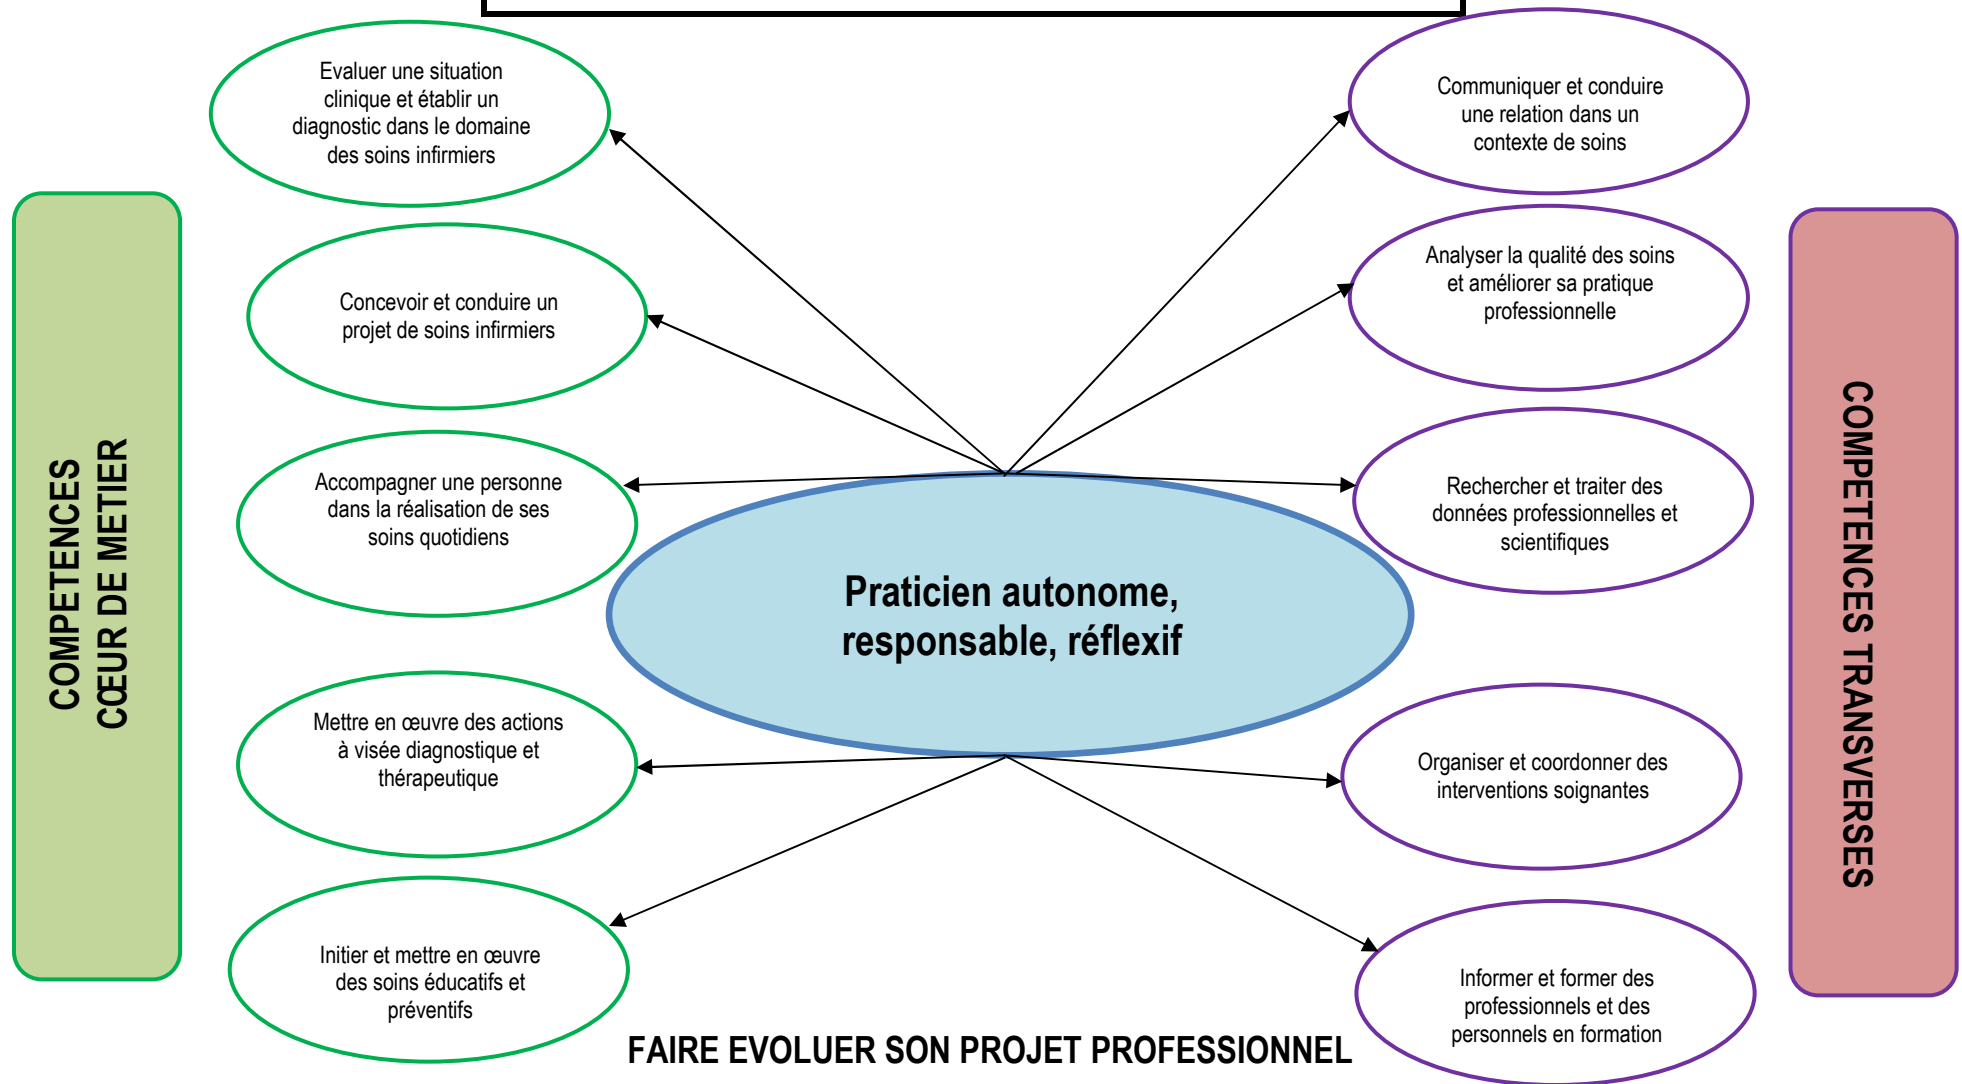 COMPETENCES
CŒUR DE METIER
Evaluer une situation
clinique et établir un
diagnostic dans le domaine
des soins infirmiers
Concevoir et conduire un
projet de soins infirmiers
Accompagner une personne
dans la réalisation de ses
soins quotidiens
Mettre en œuvre des actions
à visée diagnostique et
thérapeutique
Initier et mettre en œuvre
des soins éducatifs et
préventifs
Praticien autonome,
responsable, réflexif
FAIRE EVOLUER SON PROJET PROFESSIONNEL
Communiquer et conduire
une relation dans un
contexte de soins
Analyser la qualité des soins
et améliorer sa pratique
professionnelle
Rechercher et traiter des
données professionnelles et
scientifiques
Organiser et coordonner des
interventions soignantes
Informer et former des
professionnels et des
personnels en formation
COMPETENCES TRANSVERSES